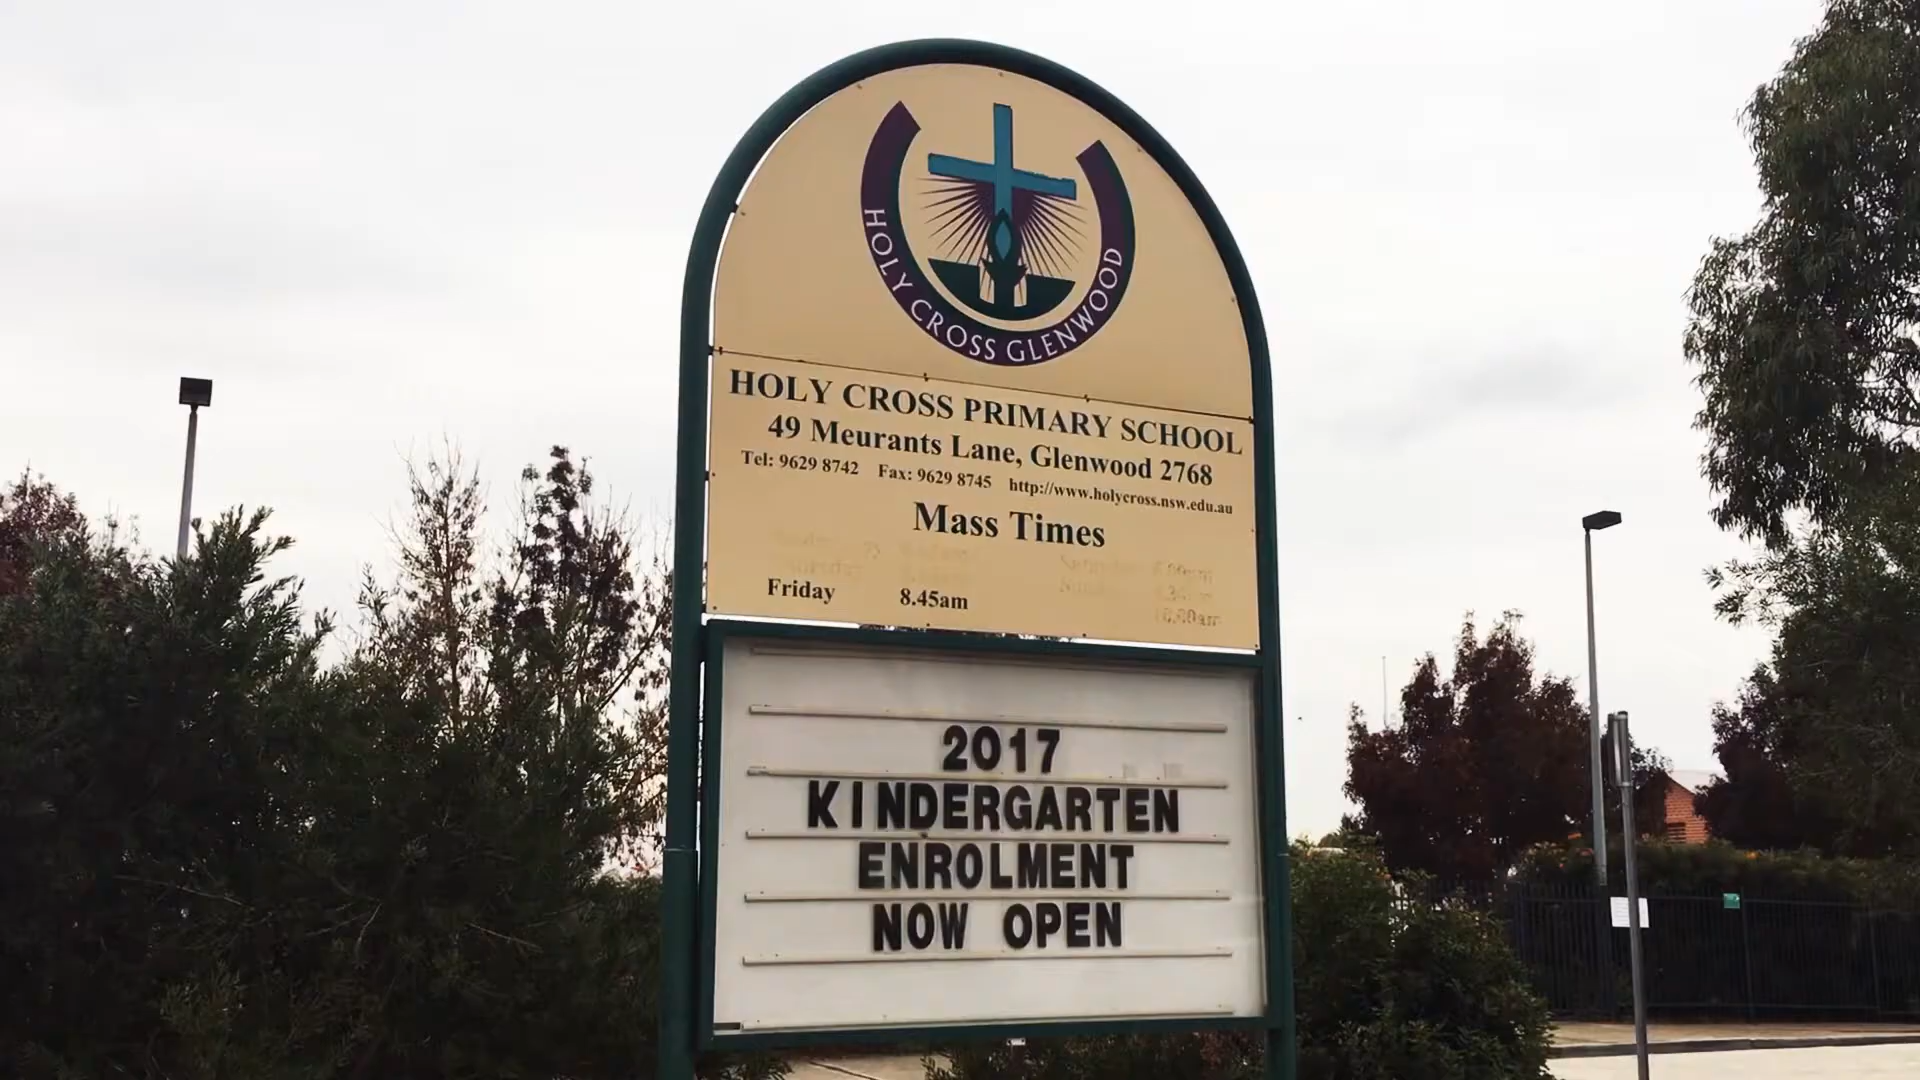 HOLY CROSS GLENWOOD
HOLY CROSS PRIMARY SCHOOL
49 Meurants Lane, Glenwood 2768
Tel: 9629 8742 Fax: 9629 8745 http://www.holycross.nsw.edu.au
Mass Times
Friday 8.45am
2017
KINDERGARTEN
ENROLMENT
NOW OPEN